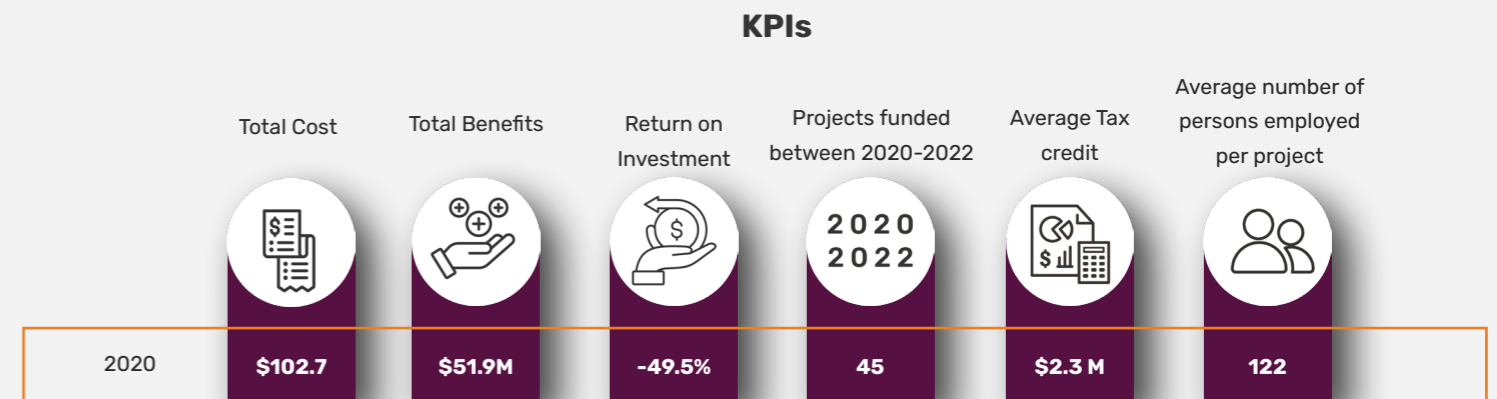 KPIs
Total Cost
Total Benefits
Return on
Investment
Projects funded
between 2020-2022
Average Tax
credit
Average number of
persons employed
per project
$
$
2020
2022
$
2020
$102.7
$51.9M
-49.5%
45
$2.3 M
122